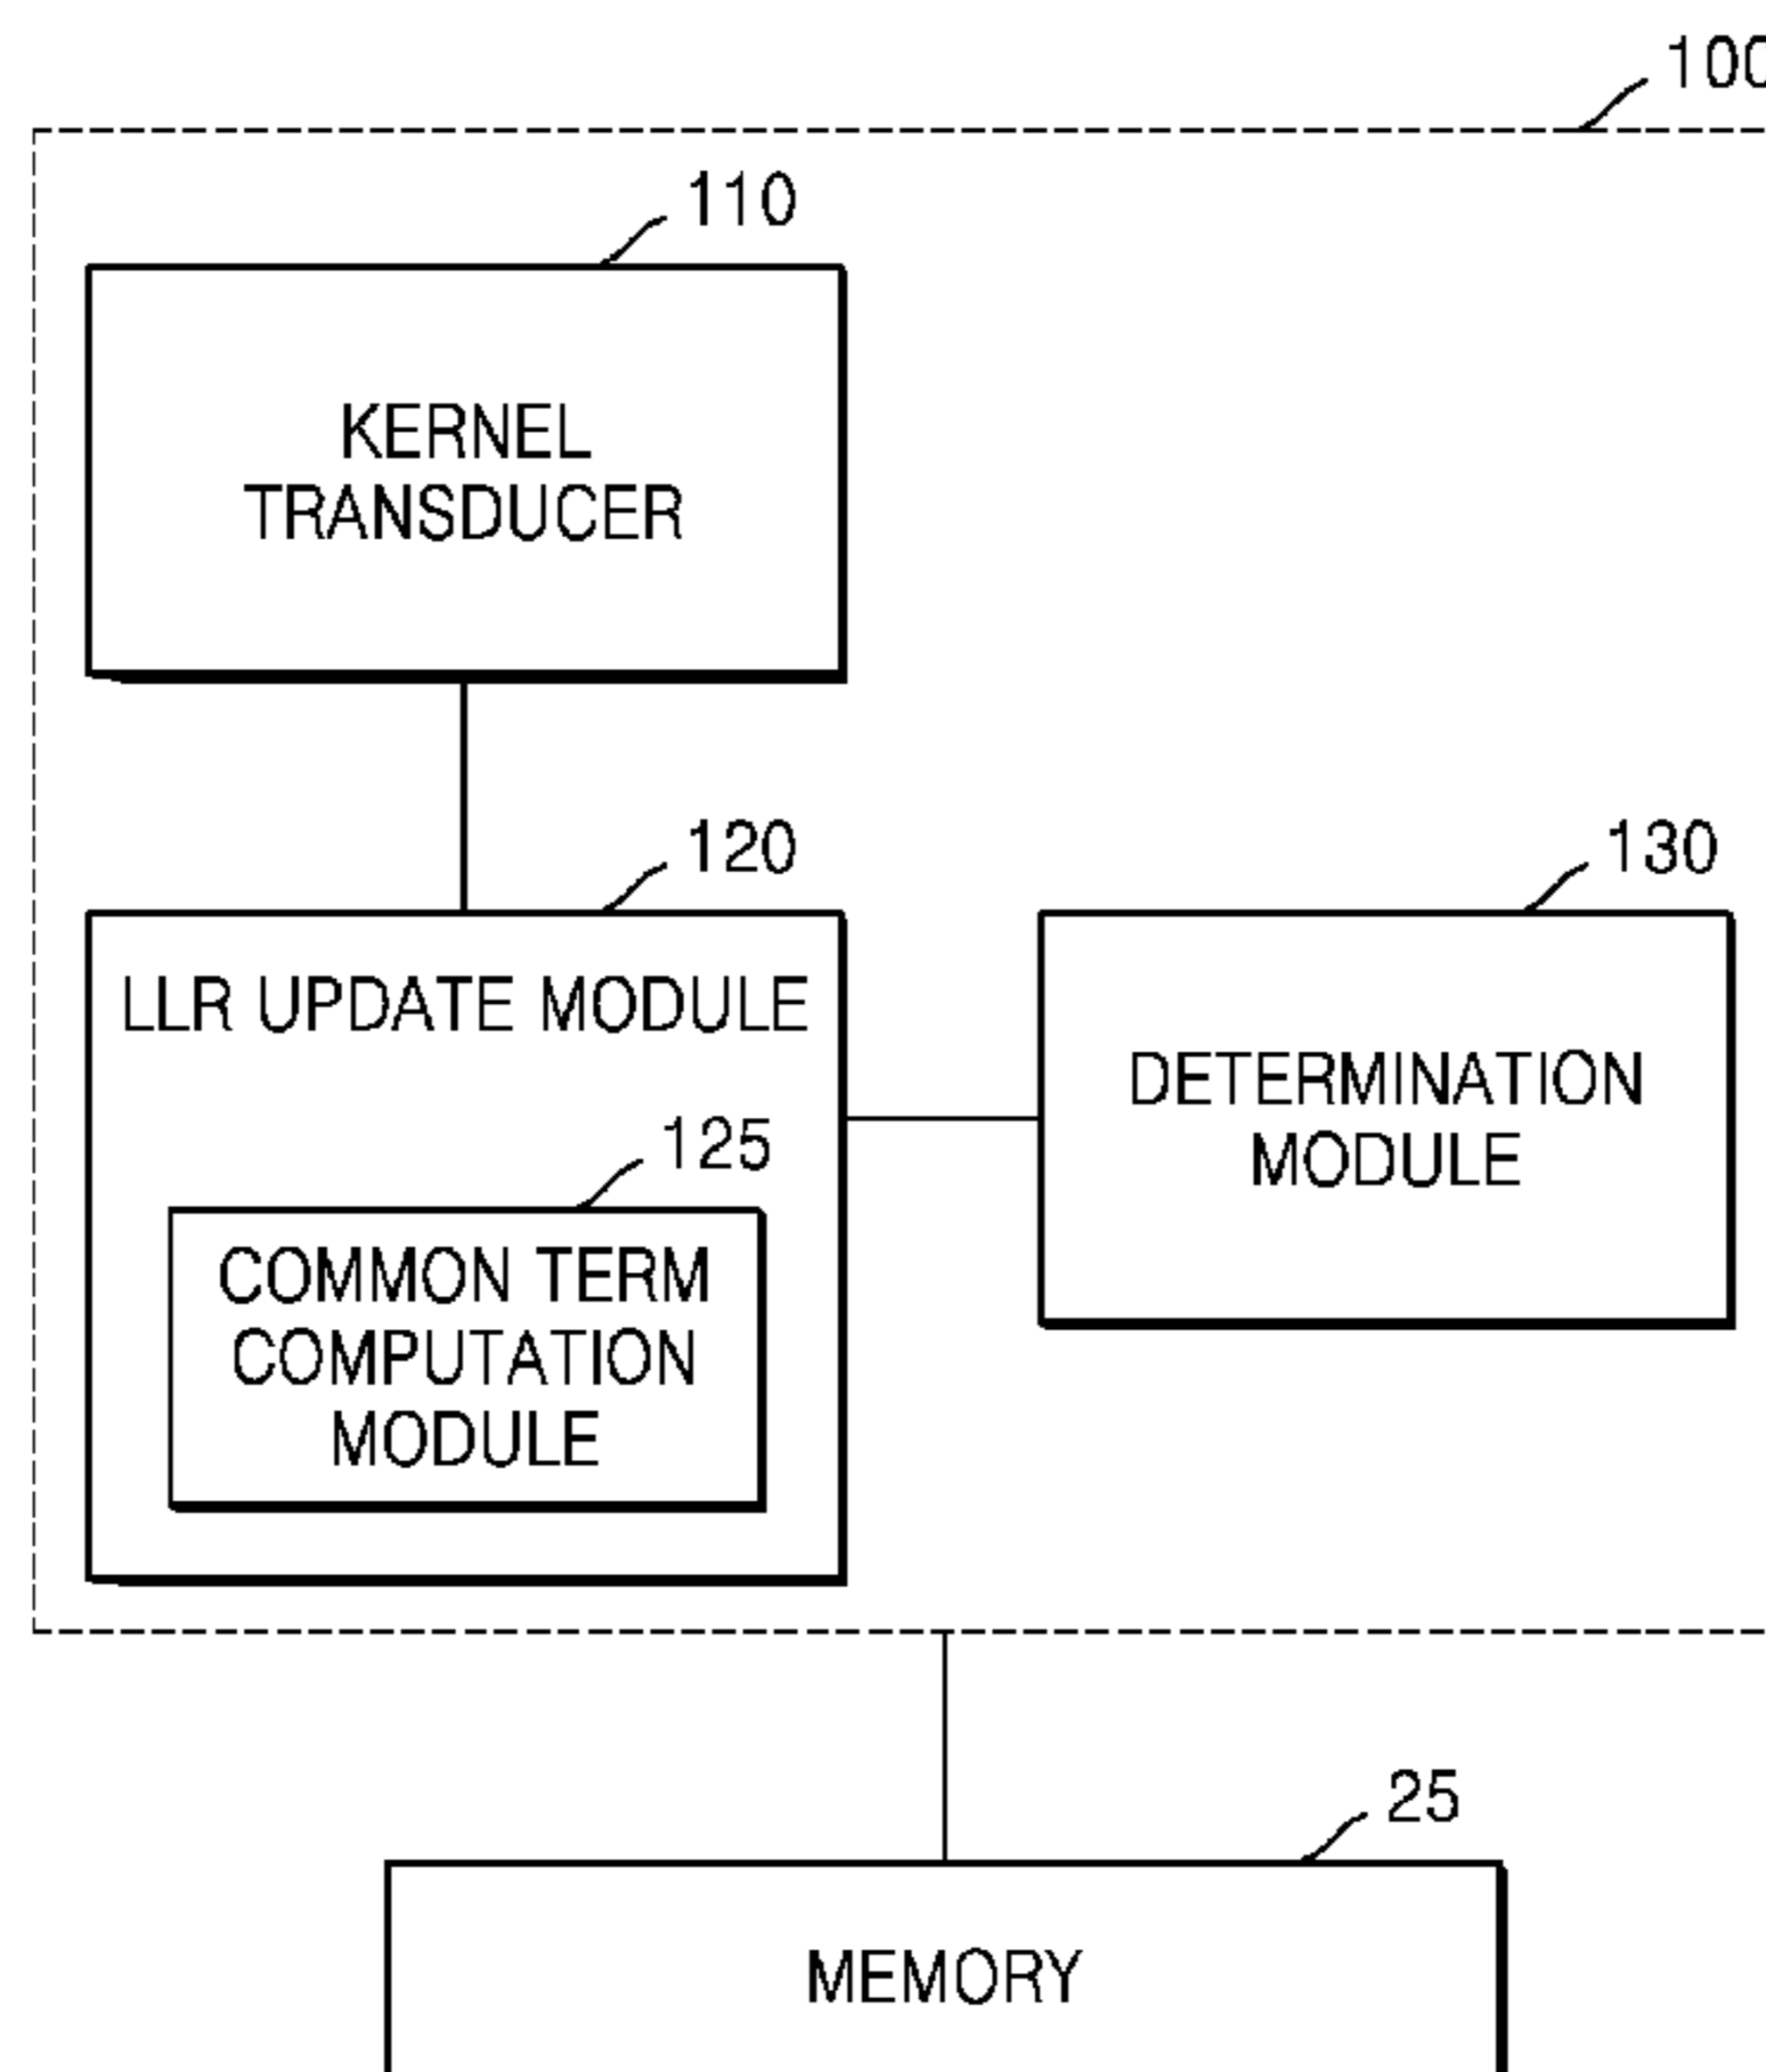 100
110
KERNEL
TRANSDUCER
120
130
LLR UPDATE MODULE
DETERMINATION
MODULE
125
COMMON TERM
COMPUTATION
MODULE
25
MEMORY